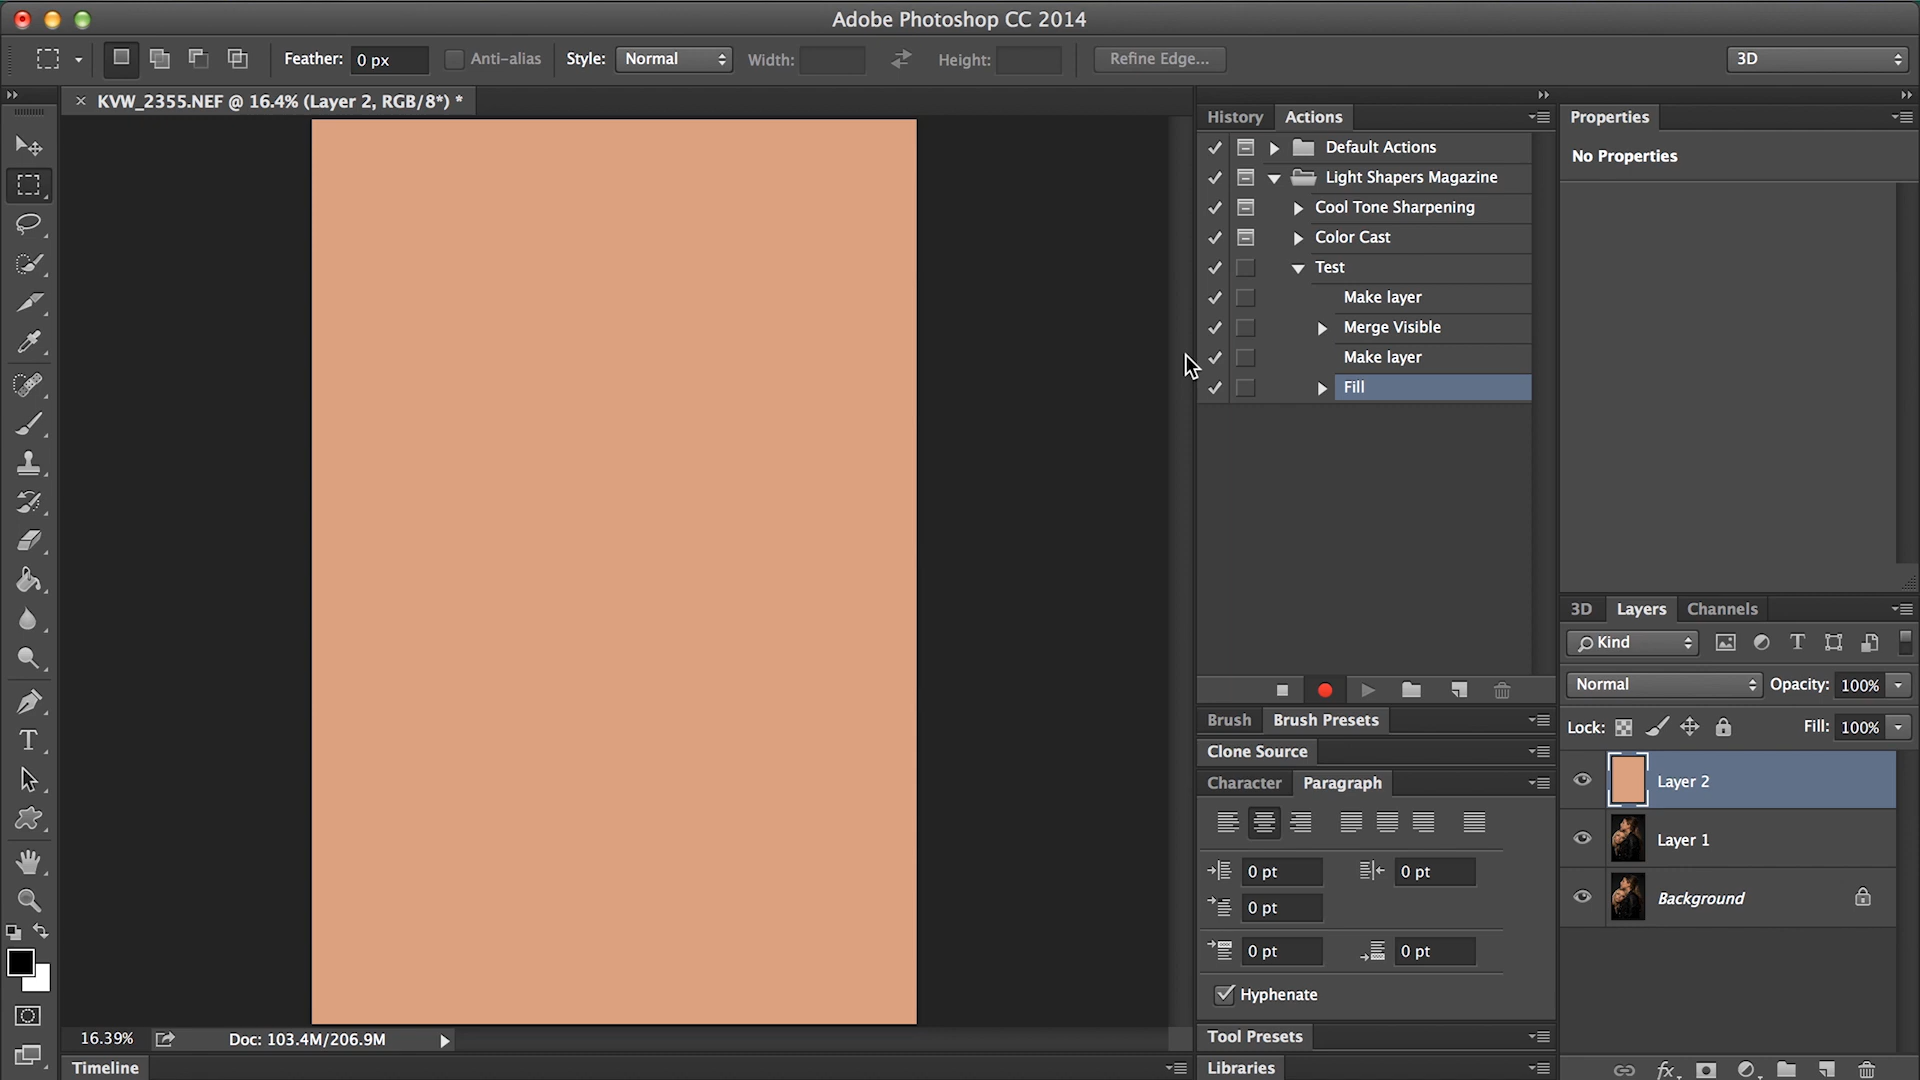 Adobe Photoshop CC 2014
Feather: 0 px Anti-alias Style: Normal Width: Height: Refine Edge... 3D
KVW_2355.NEF @ 16.4% (Layer 2, RGB/8*) *
History Actions
Default Actions
Light Shapers Magazine
Cool Tone Sharpening
Color Cast
Test
Make layer
Merge Visible
Make layer
Fill
Properties
No Properties
Brush Brush Presets
Clone Source
Character Paragraph
0 pt 0 pt
0 pt
0 pt 0 pt
Hyphenate
Tool Presets
Libraries
3D Layers Channels
Kind
Normal Opacity: 100%
Lock: Fill: 100%
Layer 2
Layer 1
Background
16.39% Doc: 103.4M/206.9M
Timeline